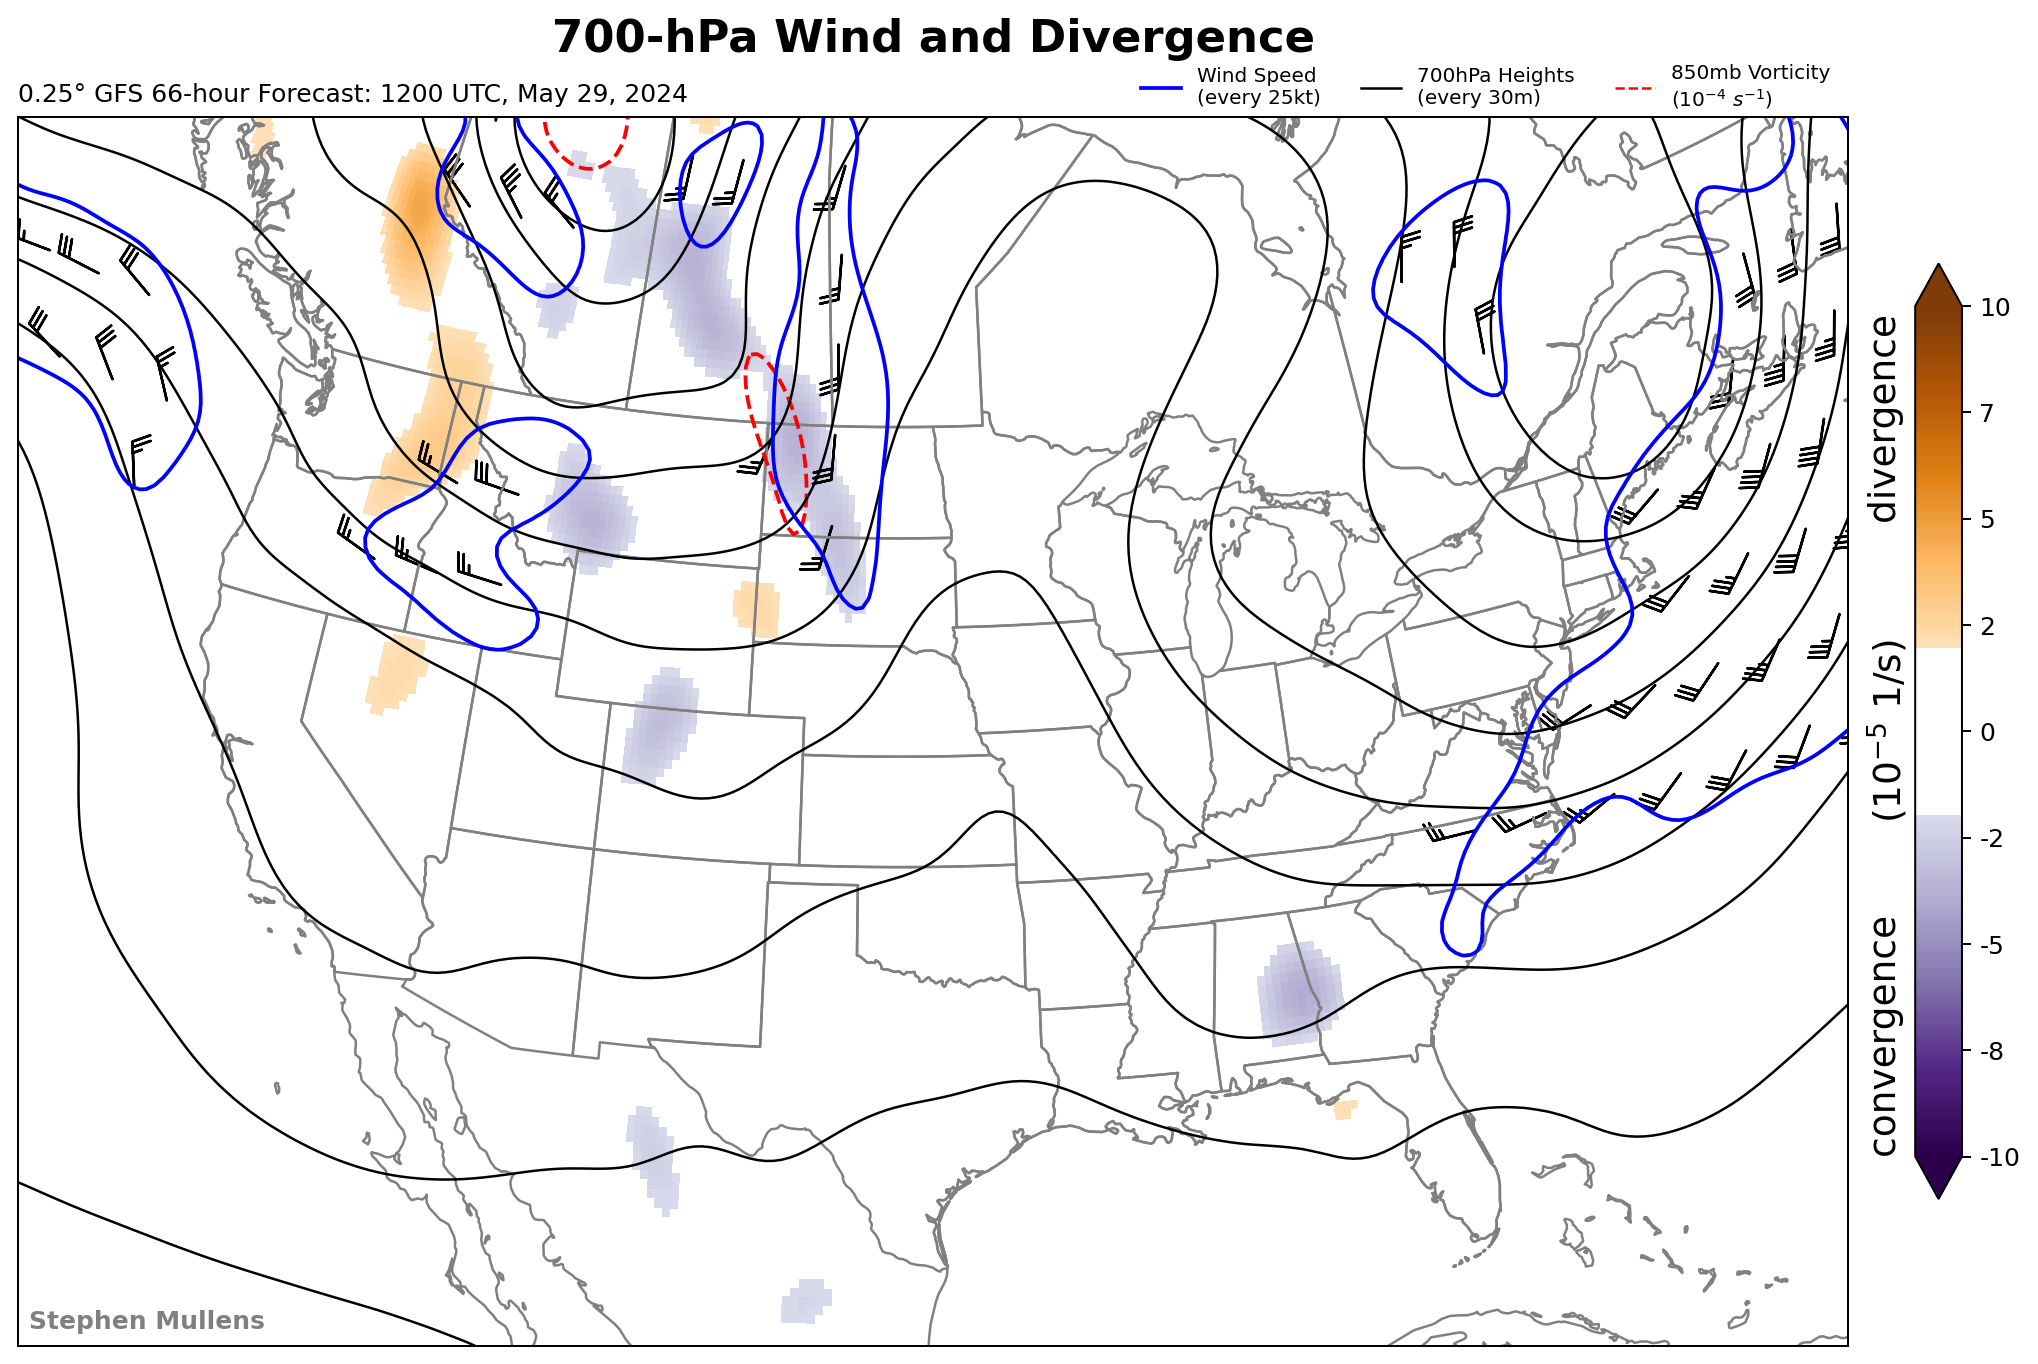 700-hPa Wind and Divergence
0.25° GFS 66-hour Forecast: 1200 UTC, May 29, 2024
Wind Speed
(every 25kt)
700hPa Heights
(every 30m)
850mb Vorticity
(10⁻⁴ s⁻¹)
10
7
5
2
0
-2
-5
-8
-10
convergence (10⁻⁵ 1/s) divergence
Stephen Mullens